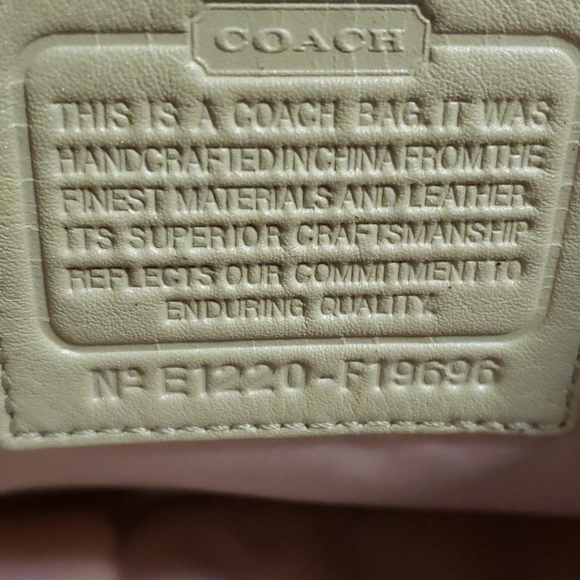 COACH
THIS IS A COACH BAG. IT WAS
HANDCRAFTED IN CHINA FROM THE
FINEST MATERIALS AND LEATHER.
ITS SUPERIOR CRAFTSMANSHIP
REFLECTS OUR COMMITMENT TO
ENDURING QUALITY.
Nº E1220-F19696